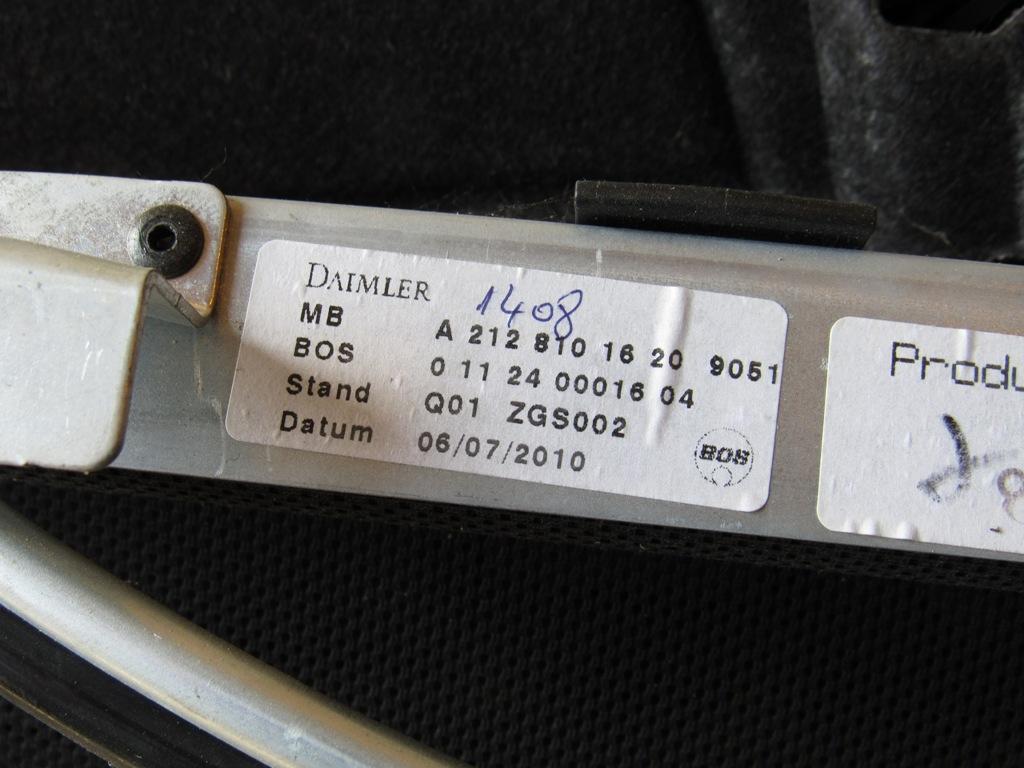 DAIMLER
1408
MB A 212 810 16 20 9051
BOS 0 11 24 00016 04
Stand Q01 ZGS002
Datum 06/07/2010
BOS